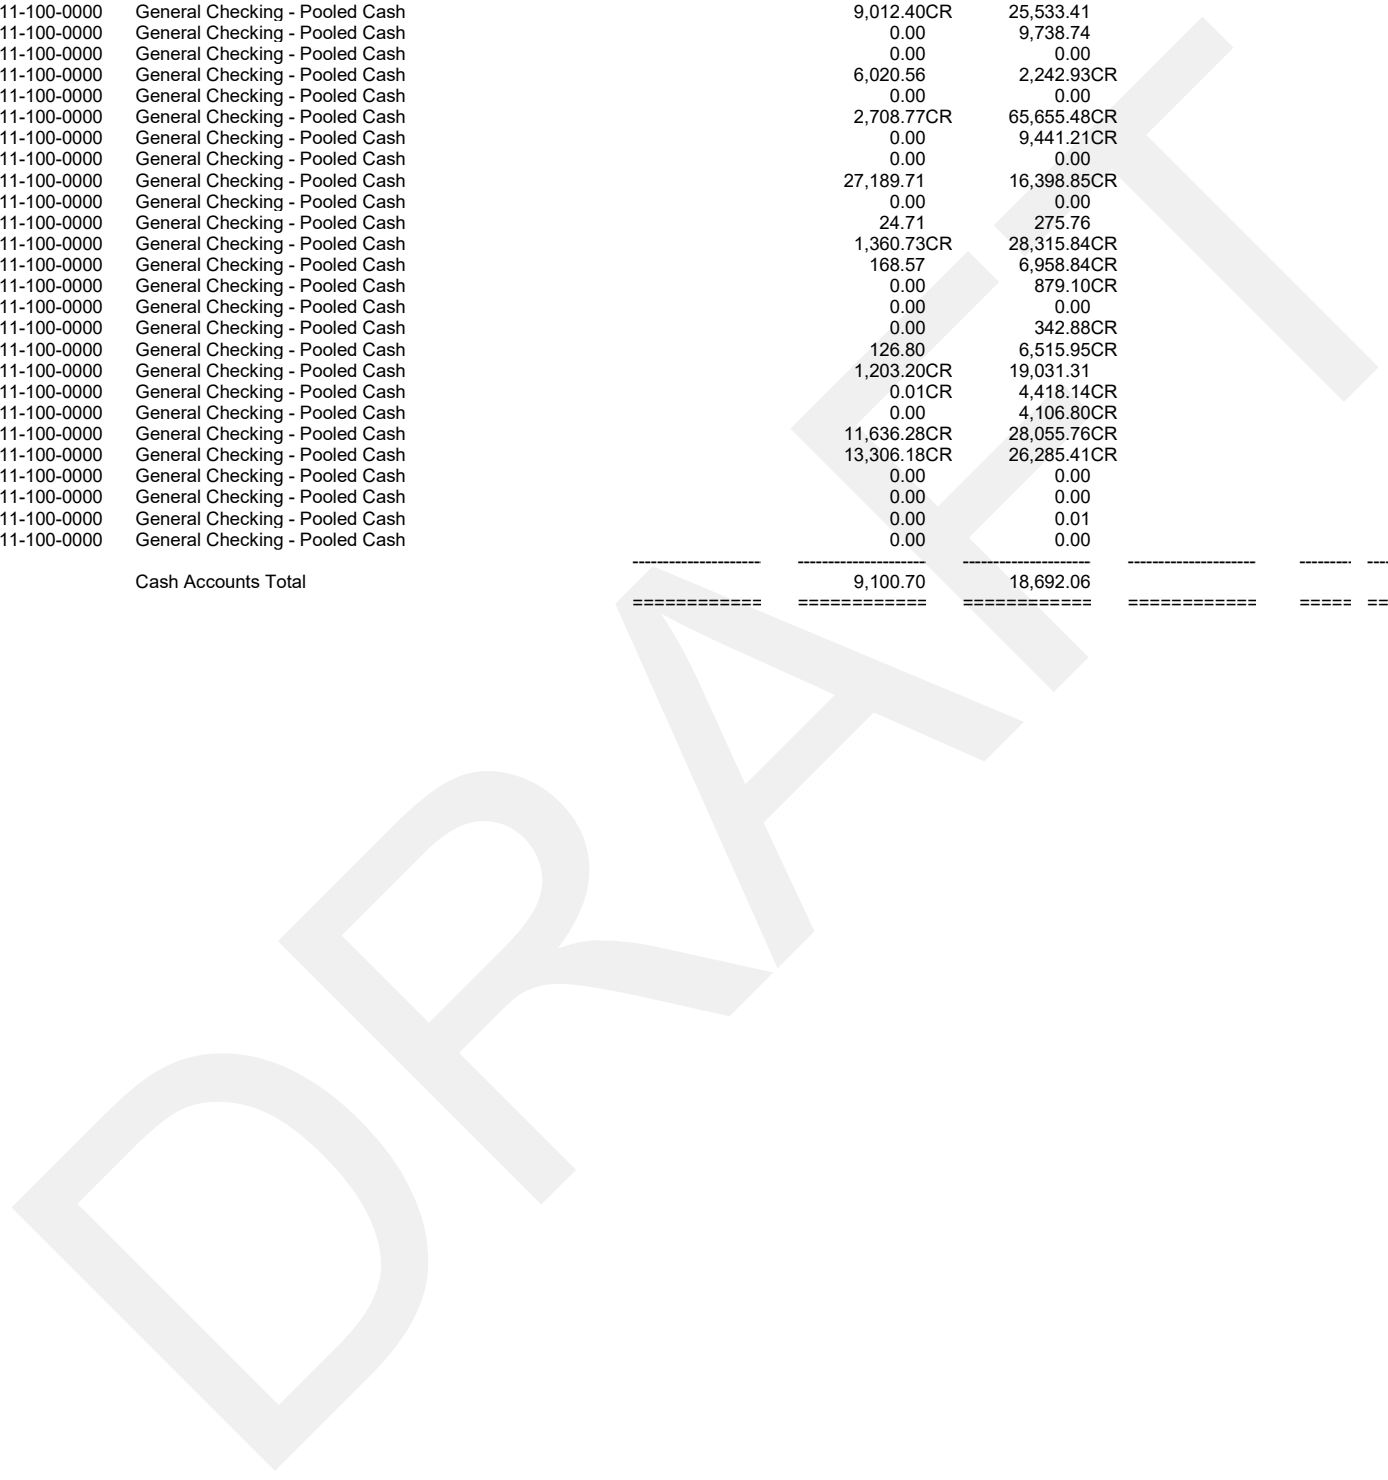 11-100-0000 General Checking - Pooled Cash 9,012.40CR 25,533.41
11-100-0000 General Checking - Pooled Cash 0.00 9,738.74
11-100-0000 General Checking - Pooled Cash 0.00 0.00
11-100-0000 General Checking - Pooled Cash 6,020.56 2,242.93CR
11-100-0000 General Checking - Pooled Cash 0.00 0.00
11-100-0000 General Checking - Pooled Cash 2,708.77CR 65,655.48CR
11-100-0000 General Checking - Pooled Cash 0.00 9,441.21CR
11-100-0000 General Checking - Pooled Cash 0.00 0.00
11-100-0000 General Checking - Pooled Cash 27,189.71 16,398.85CR
11-100-0000 General Checking - Pooled Cash 0.00 0.00
11-100-0000 General Checking - Pooled Cash 24.71 275.76
11-100-0000 General Checking - Pooled Cash 1,360.73CR 28,315.84CR
11-100-0000 General Checking - Pooled Cash 168.57 6,958.84CR
11-100-0000 General Checking - Pooled Cash 0.00 879.10CR
11-100-0000 General Checking - Pooled Cash 0.00 0.00
11-100-0000 General Checking - Pooled Cash 0.00 342.88CR
11-100-0000 General Checking - Pooled Cash 126.80 6,515.95CR
11-100-0000 General Checking - Pooled Cash 1,203.20CR 19,031.31
11-100-0000 General Checking - Pooled Cash 0.01CR 4,418.14CR
11-100-0000 General Checking - Pooled Cash 0.00 4,106.80CR
11-100-0000 General Checking - Pooled Cash 11,636.28CR 28,055.76CR
11-100-0000 General Checking - Pooled Cash 13,306.18CR 26,285.41CR
11-100-0000 General Checking - Pooled Cash 0.00 0.00
11-100-0000 General Checking - Pooled Cash 0.00 0.00
11-100-0000 General Checking - Pooled Cash 0.00 0.01
11-100-0000 General Checking - Pooled Cash 0.00 0.00
--------------------- --------------------- --------------------- --------------------- -------- ----
Cash Accounts Total 9,100.70 18,692.06
============ ============ ============ ============ ===== ==
DRAFT